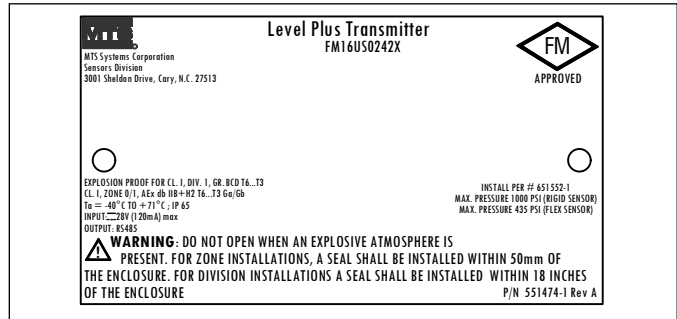 MTS
Level Plus Transmitter
FM16US0242X
FM
APPROVED
MTS Systems Corporation
Sensors Division
3001 Sheldon Drive, Cary, N.C. 27513
EXPLOSION PROOF FOR CL. I, DIV. 1, GR. BCD T6...T3
CL. I, ZONE 0/1, AEx db IIB+H2 T6...T3 Ga/Gb
Ta = -40°C TO +71°C ; IP 65
INPUT:⎓28V (120mA) max
OUTPUT: RS485
INSTALL PER # 651552-1
MAX. PRESSURE 1000 PSI (RIGID SENSOR)
MAX. PRESSURE 435 PSI (FLEX SENSOR)
WARNING: DO NOT OPEN WHEN AN EXPLOSIVE ATMOSPHERE IS
PRESENT. FOR ZONE INSTALLATIONS, A SEAL SHALL BE INSTALLED WITHIN 50mm OF
THE ENCLOSURE. FOR DIVISION INSTALLATIONS A SEAL SHALL BE INSTALLED WITHIN 18 INCHES
OF THE ENCLOSURE
P/N 551474-1 Rev A